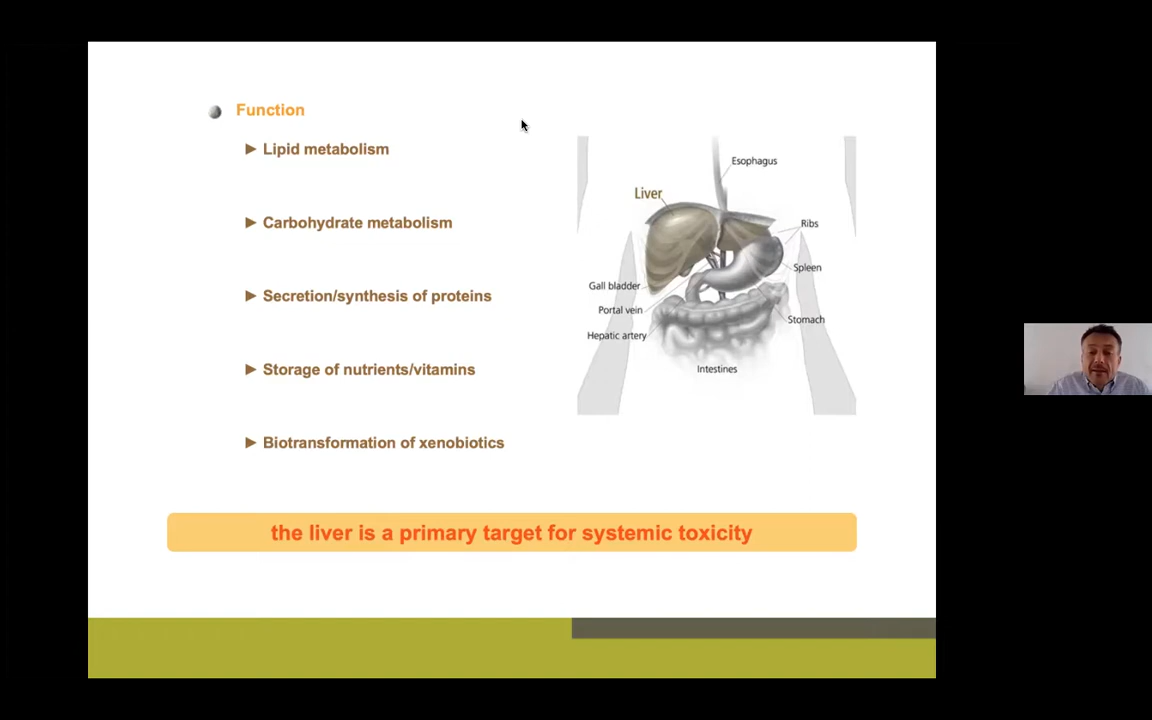 Function
Lipid metabolism
Carbohydrate metabolism
Secretion/synthesis of proteins
Storage of nutrients/vitamins
Biotransformation of xenobiotics
Esophagus
Liver
Ribs
Spleen
Gall bladder
Portal vein
Stomach
Hepatic artery
Intestines
the liver is a primary target for systemic toxicity